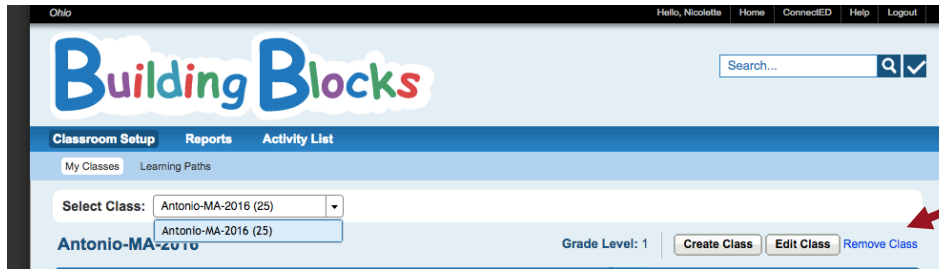 Ohio Hello, Nicolette Home ConnectED Help Logout
Building Blocks
Search...
Classroom Setup Reports Activity List
My Classes Learning Paths
Select Class: Antonio-MA-2016 (25)
Antonio-MA-2016 (25)
Antonio-MA-2016 Grade Level: 1 Create Class Edit Class Remove Class